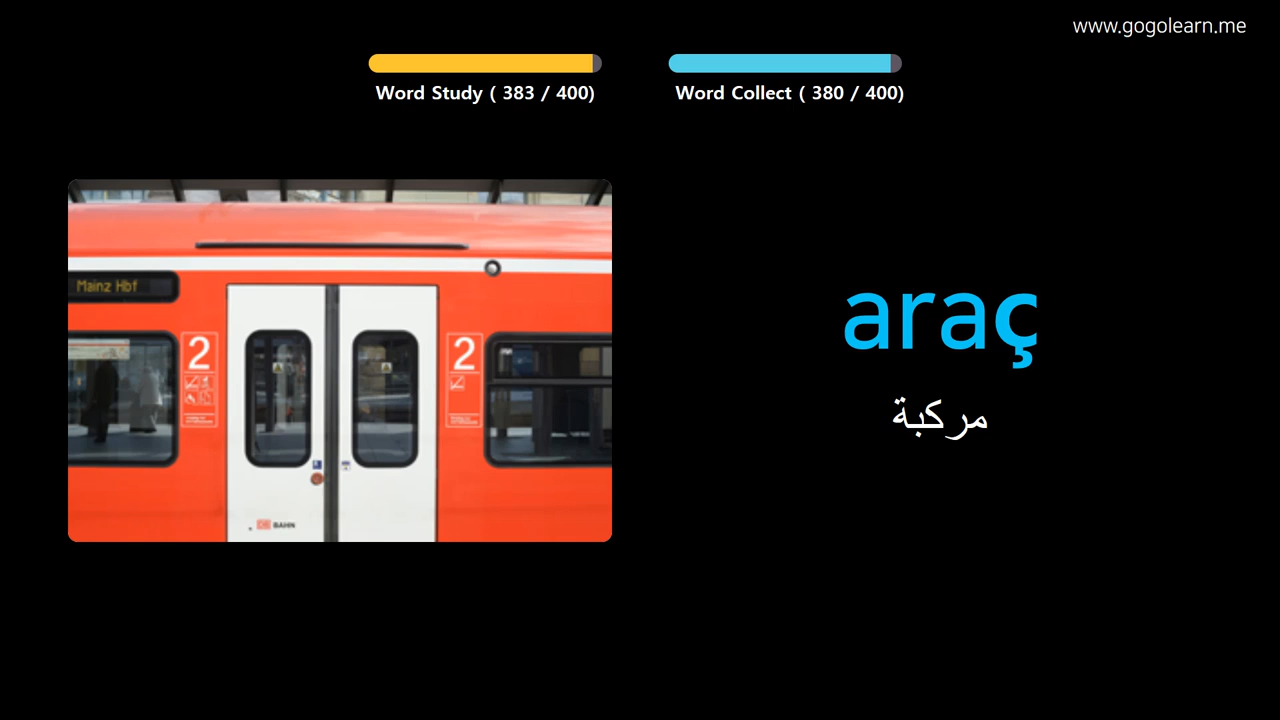 www.gogolearn.me
Word Study ( 383 / 400)
Word Collect ( 380 / 400)
Mainz Hbf
2
2
DB BAHN
araç
مركبة